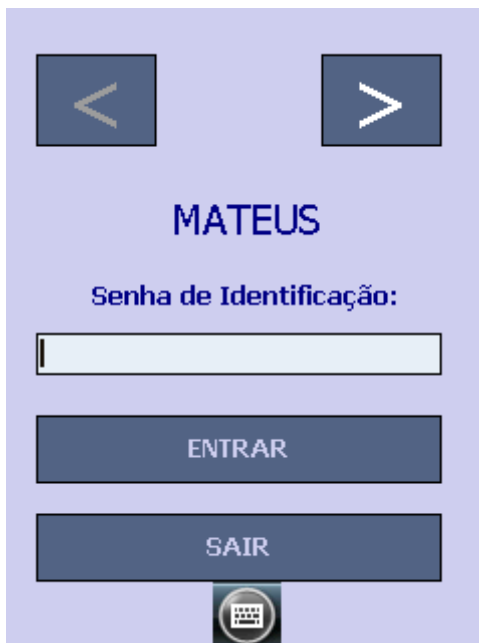 < >
MATEUS
Senha de Identificação:
ENTRAR
SAIR